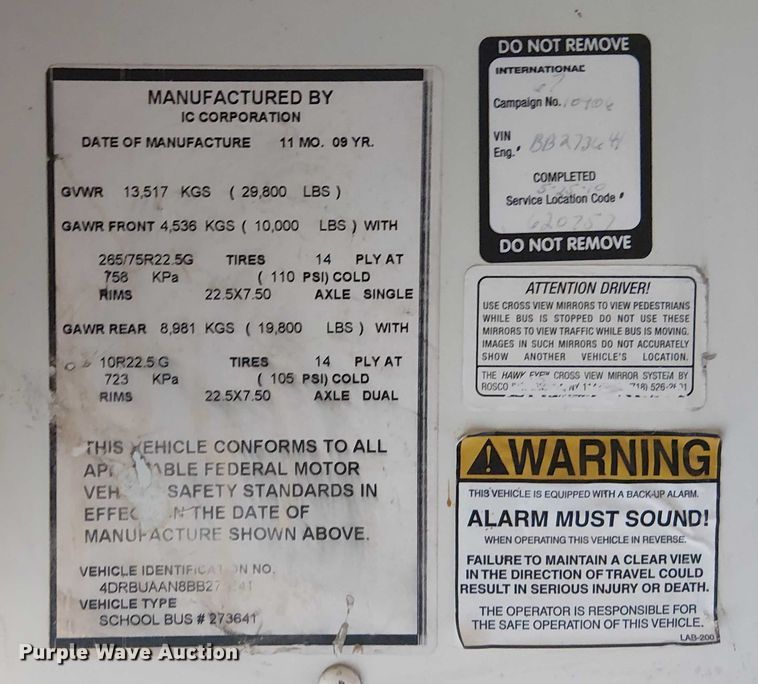 MANUFACTURED BY
IC CORPORATION
DATE OF MANUFACTURE 11 MO. 09 YR.
GVWR 13,517 KGS ( 29,800 LBS )
GAWR FRONT 4,536 KGS ( 10,000 LBS ) WITH
265/75R22.5G TIRES 14 PLY AT
758 KPa ( 110 PSI) COLD
RIMS 22.5X7.50 AXLE SINGLE
GAWR REAR 8,981 KGS ( 19,800 LBS ) WITH
10R22.5 G TIRES 14 PLY AT
723 KPa ( 105 PSI) COLD
RIMS 22.5X7.50 AXLE DUAL
THIS VEHICLE CONFORMS TO ALL
FEDERAL MOTOR
SAFETY STANDARDS IN
THE DATE OF
MANUFACTURE SHOWN ABOVE.
VEHICLE NO.
VEHICLE TYPE
SCHOOL BUS # 273641
DO NOT REMOVE
INTERNATIONAL
Campaign No.
VIN
Eng.#
COMPLETED
Service Location Code #
DO NOT REMOVE
ATTENTION DRIVER!
USE CROSS VIEW MIRRORS TO VIEW PEDESTRIANS
WHILE BUS IS STOPPED DO NOT USE THESE
MIRRORS TO VIEW TRAFFIC WHILE BUS IS MOVING.
IMAGES IN SUCH MIRRORS DO NOT ACCURATELY
SHOW ANOTHER VEHICLE'S LOCATION.
THE HAWK EYE® CROSS VIEW MIRROR SYSTEM BY
ROSCO
WARNING
THIS VEHICLE IS EQUIPPED WITH A BACK-UP ALARM.
ALARM MUST SOUND!
WHEN OPERATING THIS VEHICLE IN REVERSE.
FAILURE TO MAINTAIN A CLEAR VIEW
IN THE DIRECTION OF TRAVEL COULD
RESULT IN SERIOUS INJURY OR DEATH.
THE OPERATOR IS RESPONSIBLE FOR
THE SAFE OPERATION OF THIS VEHICLE.
LAB-200
Purple Wave Auction